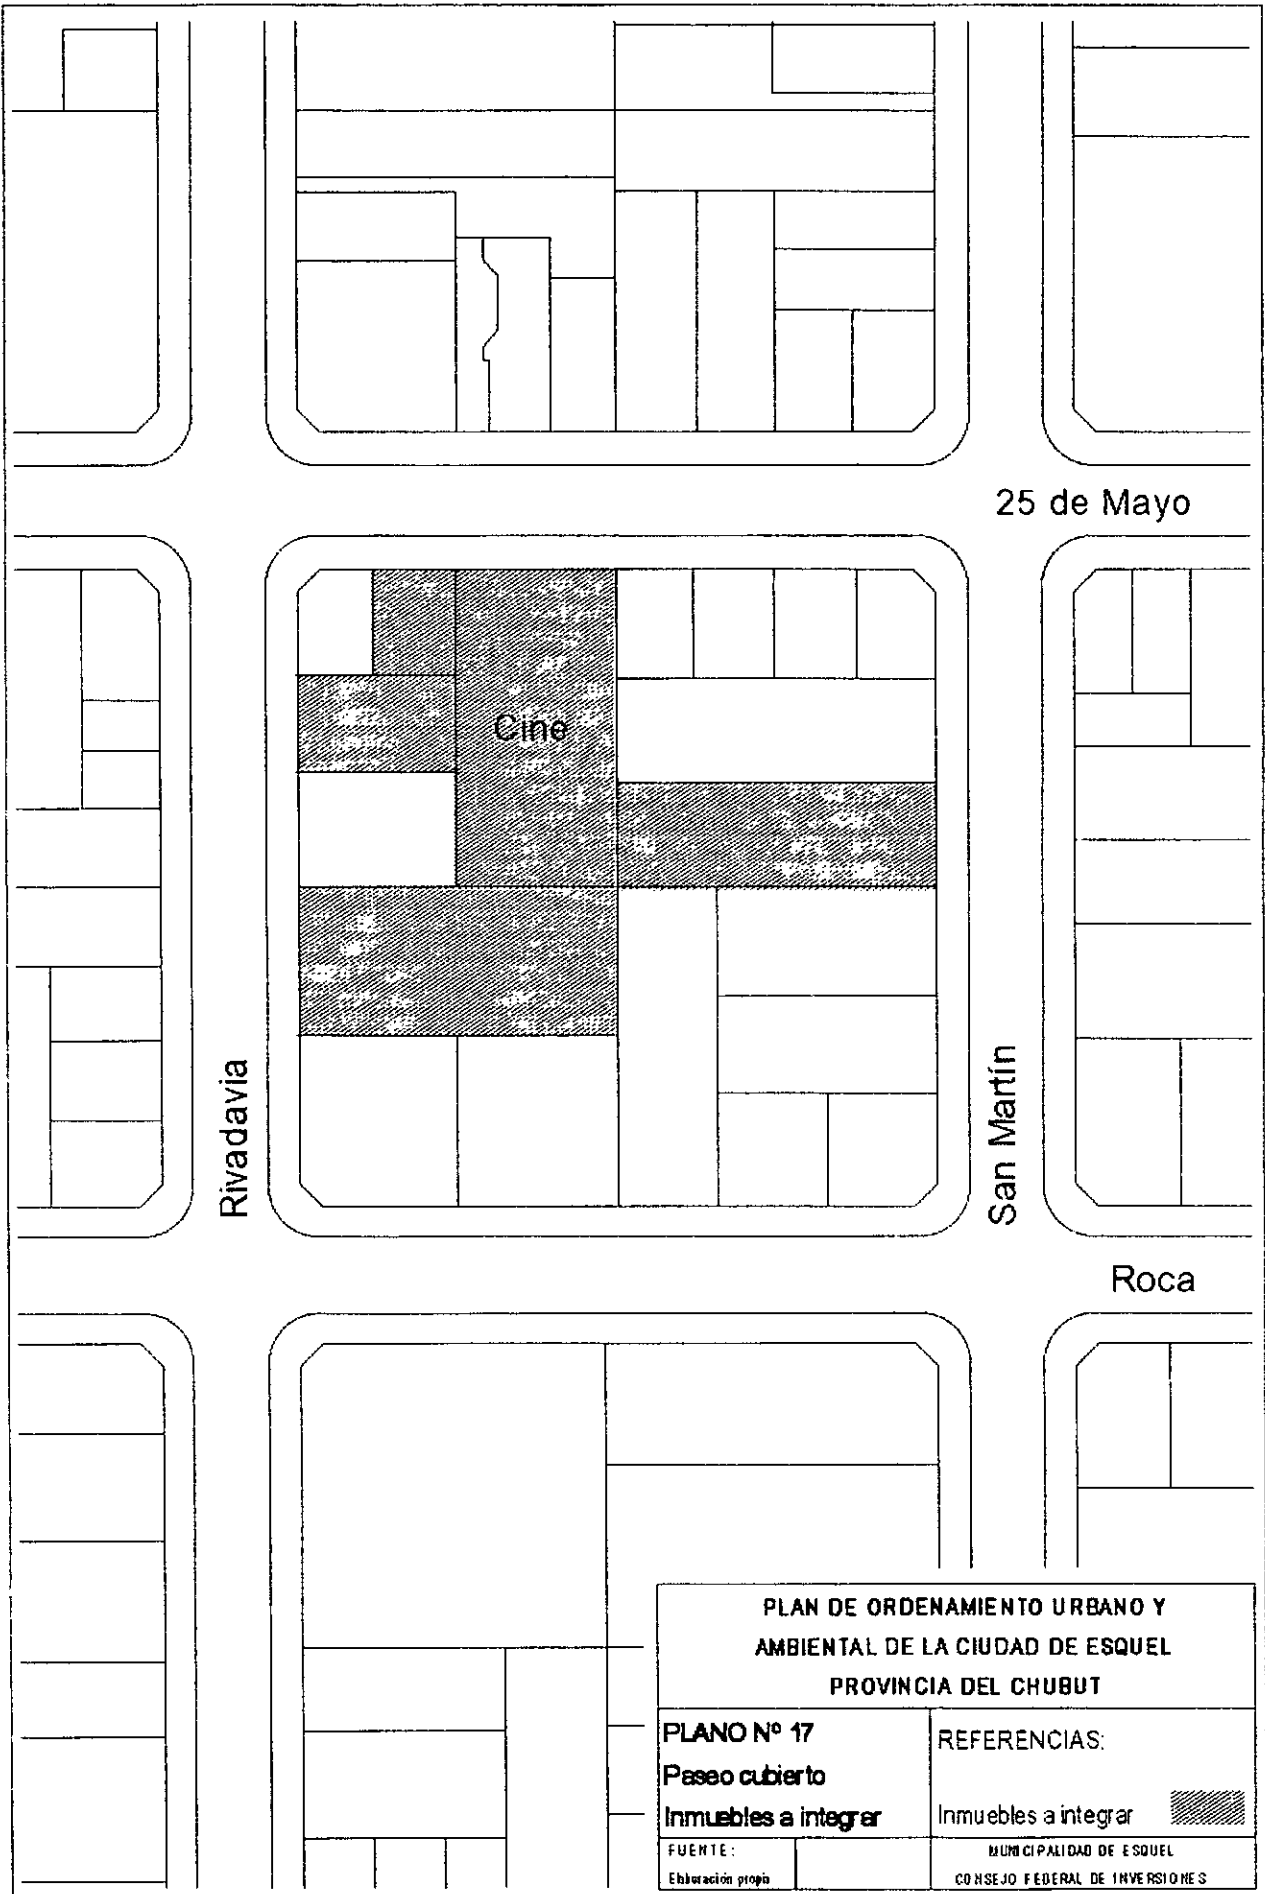 25 de Mayo
Cine
Rivadavia
San Martín
Roca
PLAN DE ORDENAMIENTO URBANO Y
AMBIENTAL DE LA CIUDAD DE ESQUEL
PROVINCIA DEL CHUBUT
PLANO Nº 17
Paseo cubierto
Inmuebles a integrar
REFERENCIAS:
Inmuebles a integrar
FUENTE:
Elaboración propia
MUNICIPALIDAD DE ESQUEL
CONSEJO FEDERAL DE INVERSIONES